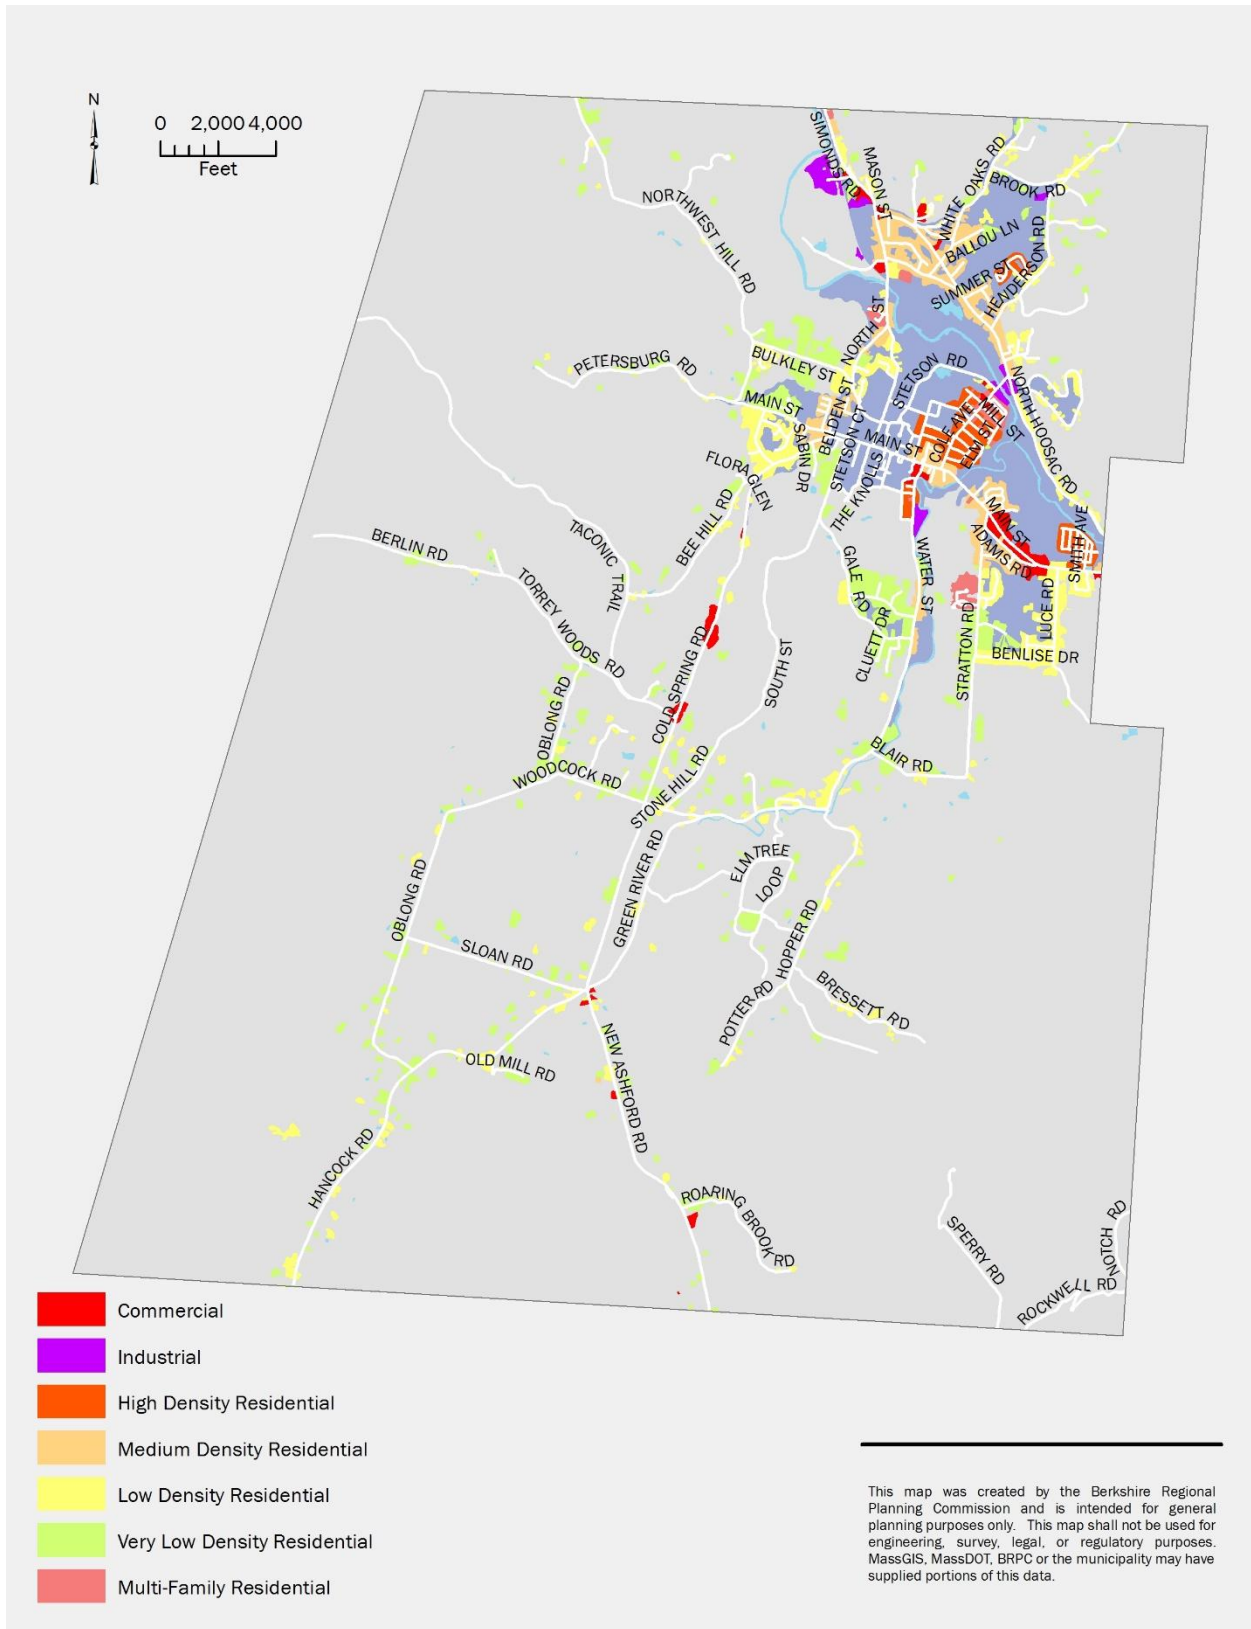 N
0 2,000 4,000
Feet
SIMONDS RD
MASON ST
WHITE OAKS RD
BROOK RD
NORTHWEST HILL RD
BALLOU LN
SUMMER ST
HENDERSON RD
NORTH ST
PETERSBURG RD
BULKLEY ST
STETSON RD
MAIN ST
BELDEN ST
SABIN DR
STETSON CT
MAIN ST
COLE AVE
MILL ST
ELM ST
NORTH HOOSAC RD
FLORA GLEN
THE KNOLLS
BEE HILL RD
BERLIN RD
TACONIC TRAIL
TORREY WOODS RD
MAIN ST
ADAMS RD
SMITH AVE
WATER ST
GALE RD
CLUETT DR
STRATTON RD
LUCE RD
BENLISE DR
COLD SPRING RD
SOUTH ST
OBLONG RD
WOODCOCK RD
STONE HILL RD
BLAIR RD
GREEN RIVER RD
ELM TREE
LOOP
OBLONG RD
SLOAN RD
HOPPER RD
POTTER RD
BRESSETT RD
OLD MILL RD
NEW ASHFORD RD
HANCOCK RD
ROARING BROOK RD
SPERRY RD
NOTCH RD
ROCKWELL RD
Commercial
Industrial
High Density Residential
Medium Density Residential
Low Density Residential
Very Low Density Residential
Multi-Family Residential
This map was created by the Berkshire Regional
Planning Commission and is intended for general
planning purposes only. This map shall not be used for
engineering, survey, legal, or regulatory purposes.
MassGIS, MassDOT, BRPC or the municipality may have
supplied portions of this data.